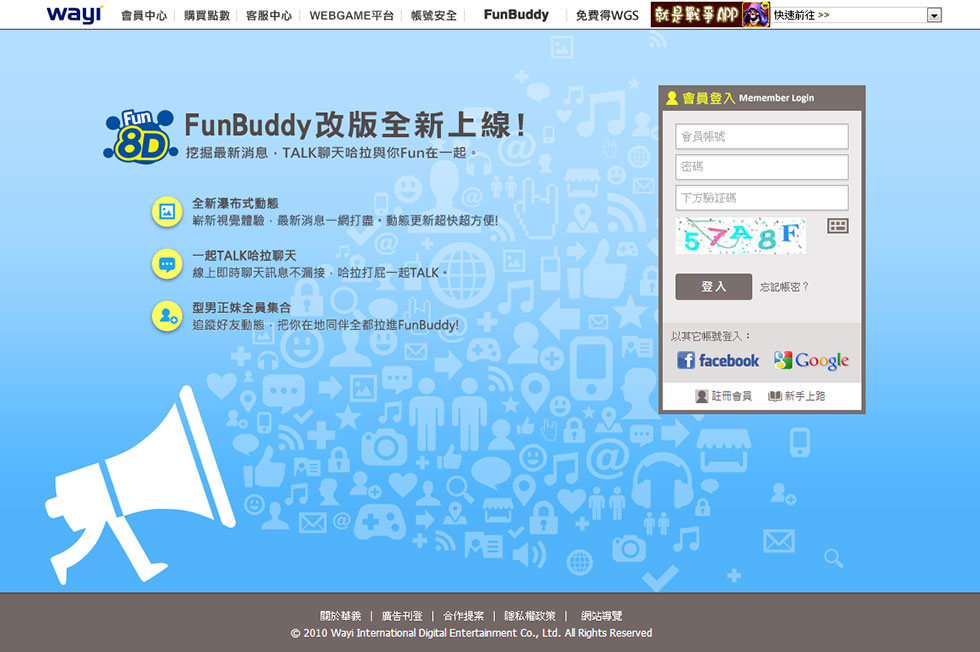 wayi 會員中心 購買點數 客服中心 WEBGAME平台 帳號安全 FunBuddy 免費得WGS 就是戰爭APP 快速前往 >>
Fun
8D
FunBuddy改版全新上線!
挖掘最新消息，TALK聊天哈拉與你Fun在一起。
全新瀑布式動態
嶄新視覺體驗，最新消息一網打盡。動態更新超快超方便!
一起TALK哈拉聊天
線上即時聊天訊息不漏接，哈拉打屁一起TALK。
型男正妹全員集合
追蹤好友動態，把你在地同伴全都拉進FunBuddy!
會員登入 Memember Login
會員帳號
密碼
下方驗証碼
57A8F
登入 忘記帳密？
以其它帳號登入：
facebook Google
註冊會員 新手上路
關於華義 | 廣告刊登 | 合作提案 | 隱私權政策 | 網站導覽
© 2010 Wayi International Digital Entertainment Co., Ltd. All Rights Reserved